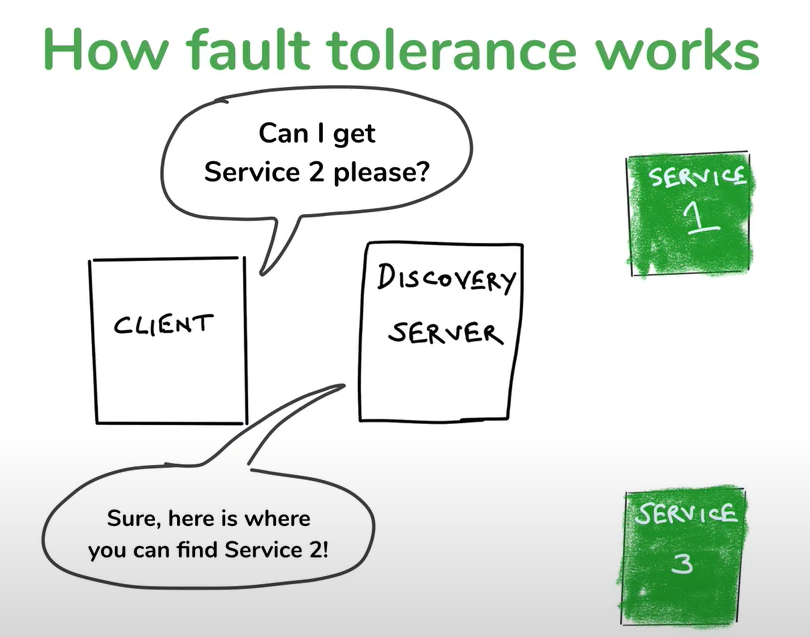 How fault tolerance works
Can I get
Service 2 please?
SERVICE
1
CLIENT
DISCOVERY
SERVER
Sure, here is where
you can find Service 2!
SERVICE
3